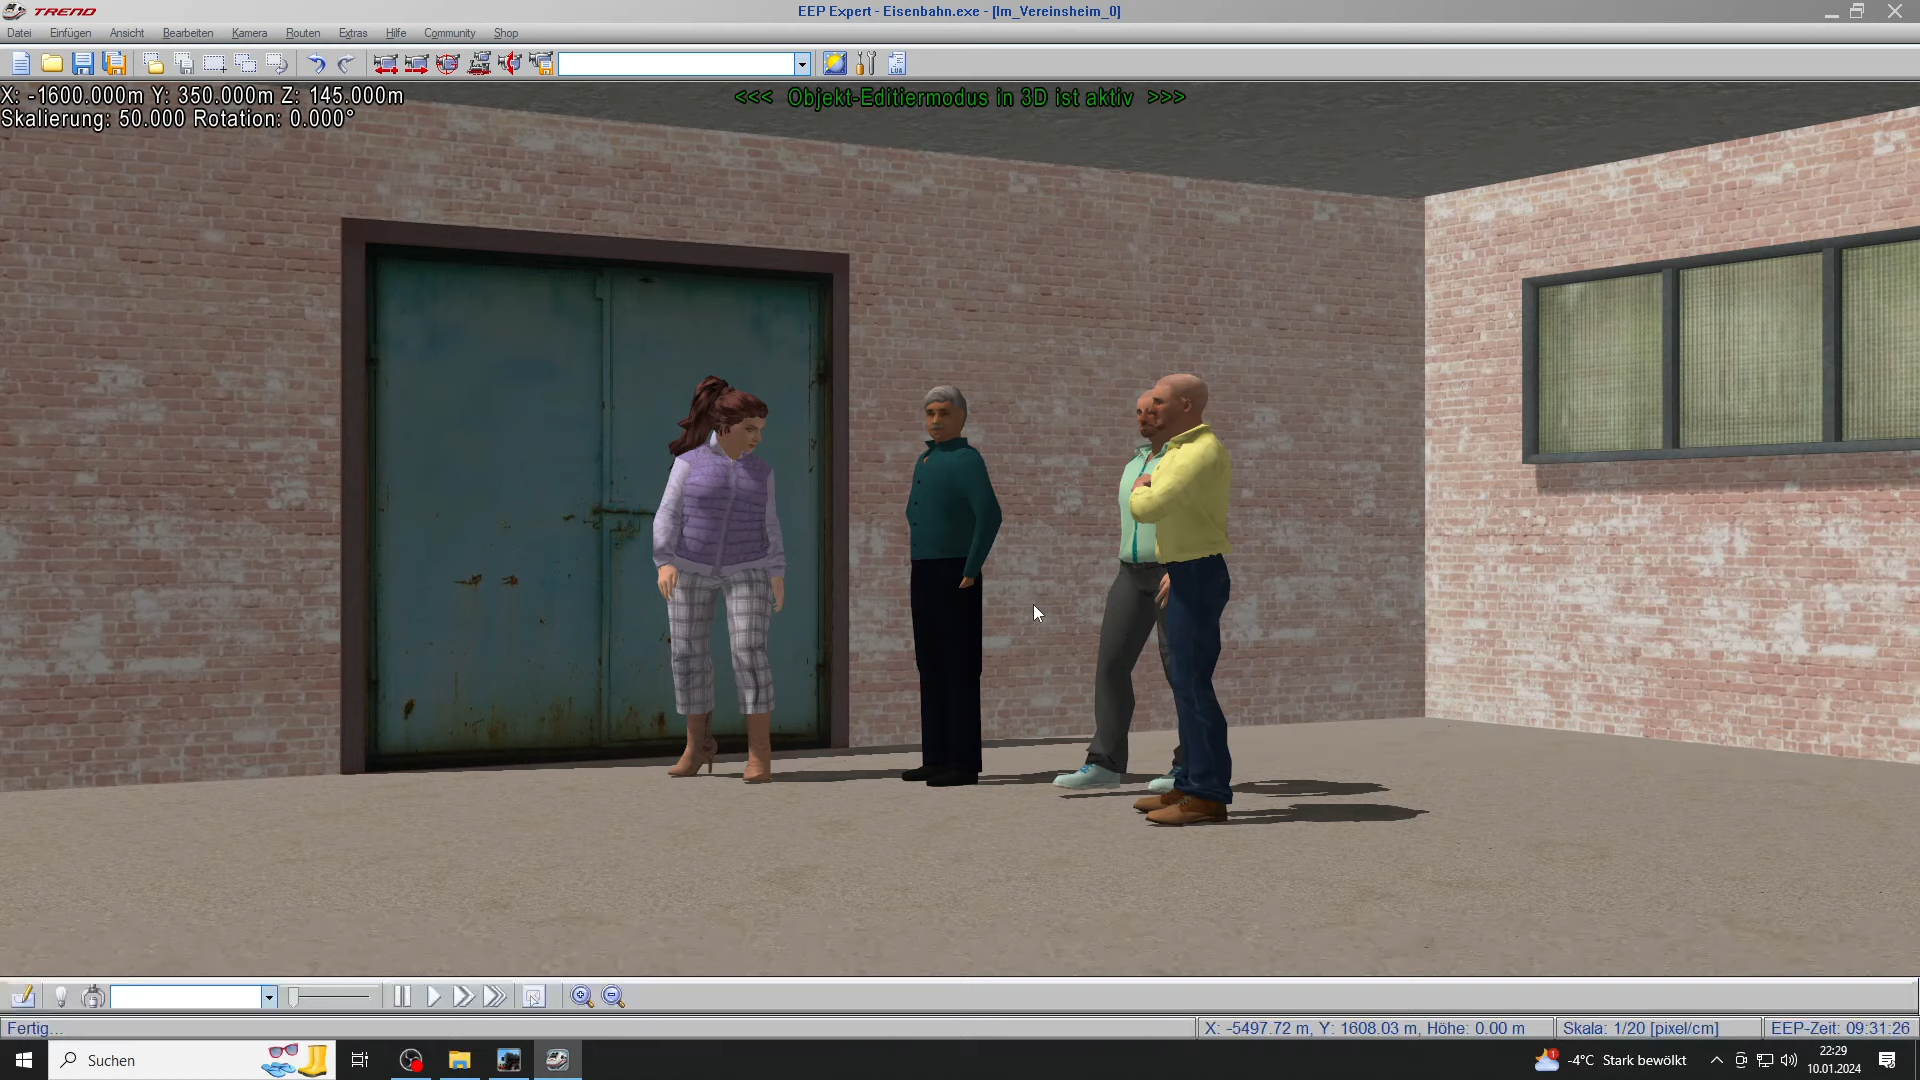 TREND
EEP Expert - Eisenbahn.exe - [Im_Vereinsheim_0]
Datei Einfügen Ansicht Bearbeiten Kamera Routen Extras Hilfe Community Shop
LUA
X: -1600.000m Y: 350.000m Z: 145.000m
<<< Objekt-Editiermodus in 3D ist aktiv >>>
Skalierung: 50.000 Rotation: 0.000°
Fertig...
X: -5497.72 m, Y: 1608.03 m, Höhe: 0.00 m
Skala: 1/20 [pixel/cm]
EEP-Zeit: 09:31:26
Suchen
1
-4°C Stark bewölkt
22:29
10.01.2024